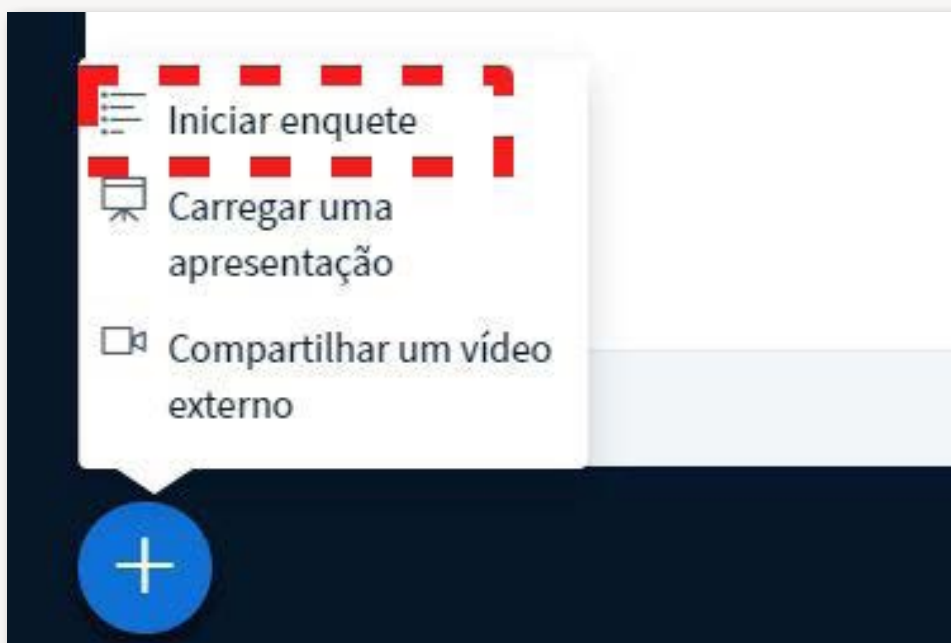 Iniciar enquete
Carregar uma
apresentação
Compartilhar um vídeo
externo